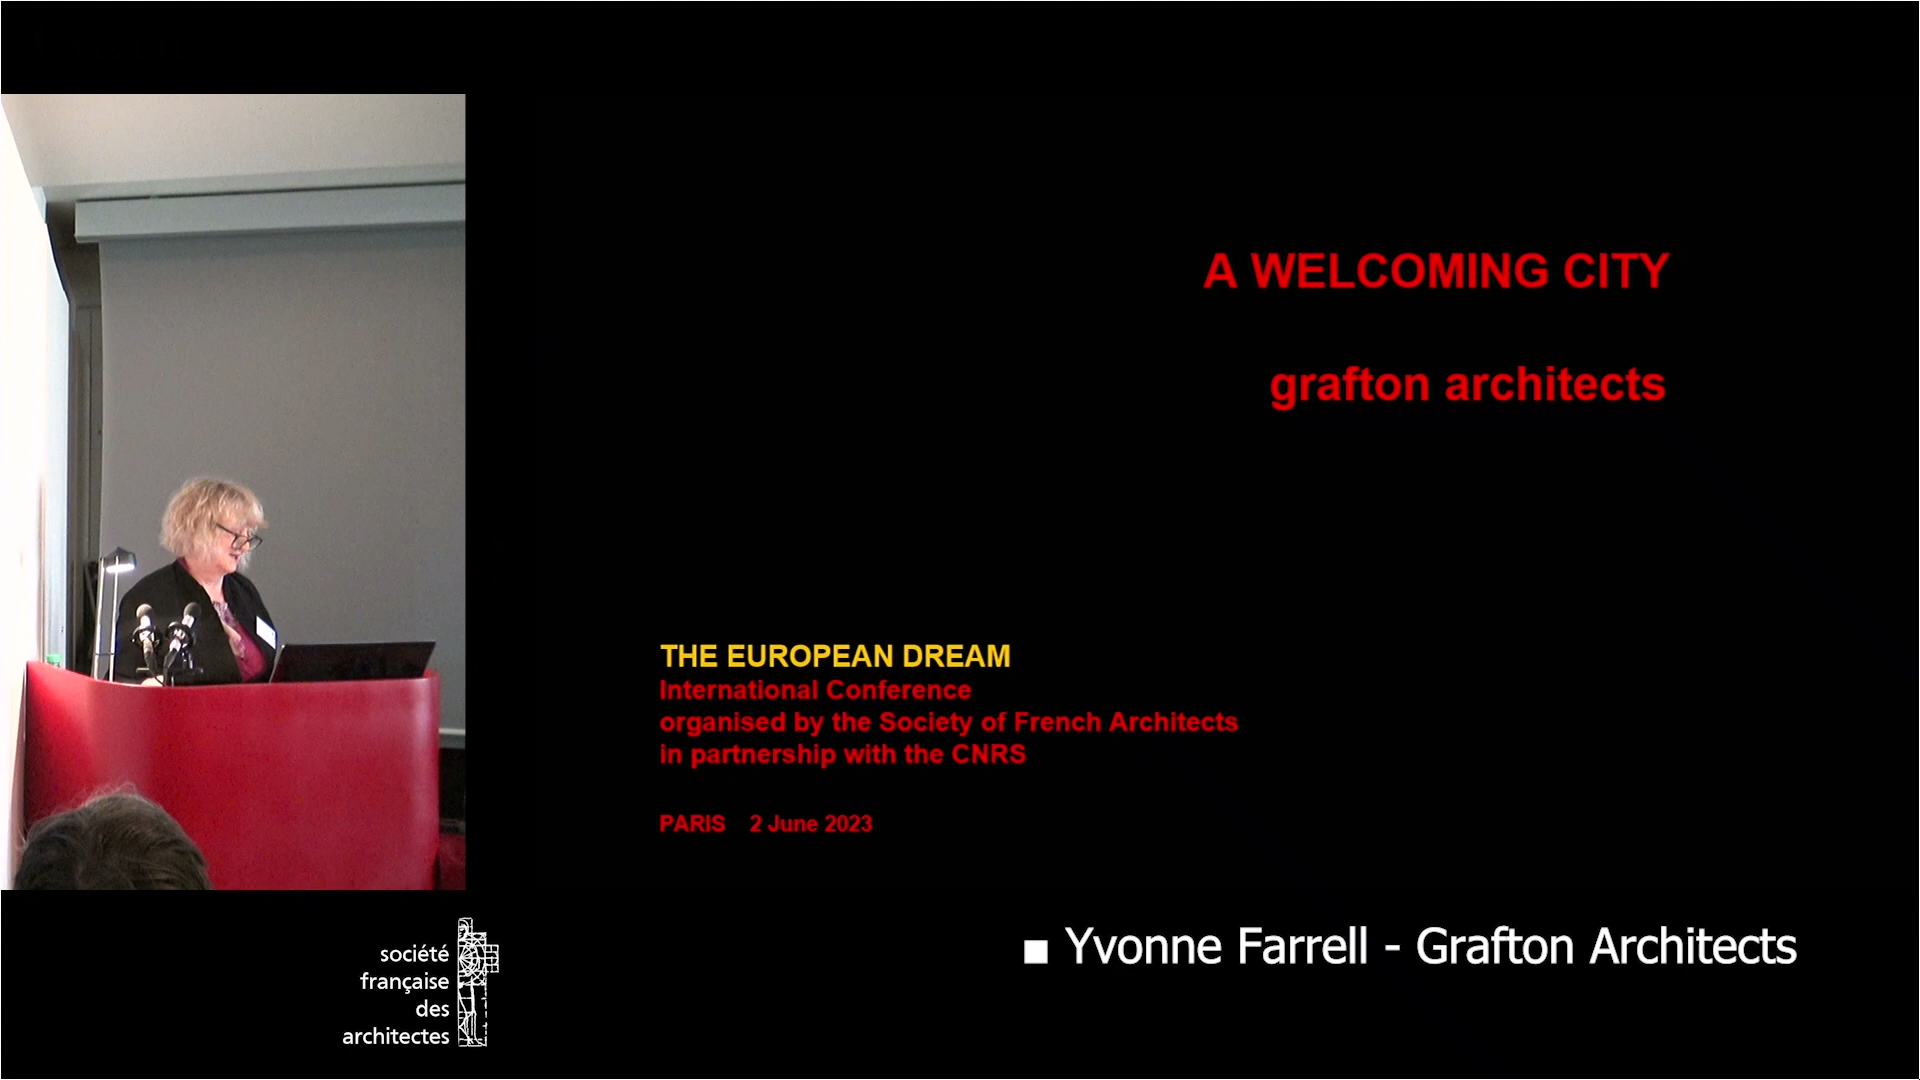 A WELCOMING CITY
grafton architects
THE EUROPEAN DREAM
International Conference
organised by the Society of French Architects
in partnership with the CNRS
PARIS 2 June 2023
société
française
des
architectes
■ Yvonne Farrell - Grafton Architects